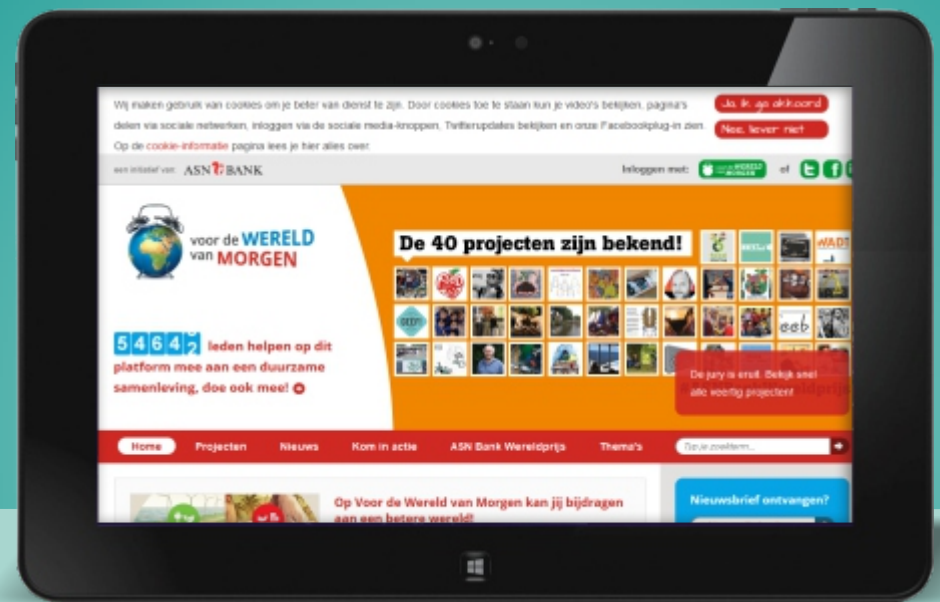 Wij maken gebruik van cookies om je beter van dienst te zijn. Door cookies toe te staan kun je video's bekijken, pagina's
delen via sociale netwerken, inloggen via de sociale media-knoppen, Twitterupdates bekijken en onze Facebookplug-in zien.
Op de cookie-informatie pagina lees je hier alles over.
Ja, ik ga akkoord
Nee, liever niet
een initiatief van: ASN BANK
Inloggen met: voor de WERELD van MORGEN of
voor de WERELD
van MORGEN
De 40 projecten zijn bekend!
5464 leden helpen op dit
platform mee aan een duurzame
samenleving, doe ook mee!
De jury is eruit. Bekijk snel
alle veertig projecten!
Home Projecten Nieuws Kom in actie ASN Bank Wereldprijs Thema's Typ je zoekterm...
Op Voor de Wereld van Morgen kan jij bijdragen
aan een betere wereld!
Nieuwsbrief ontvangen?